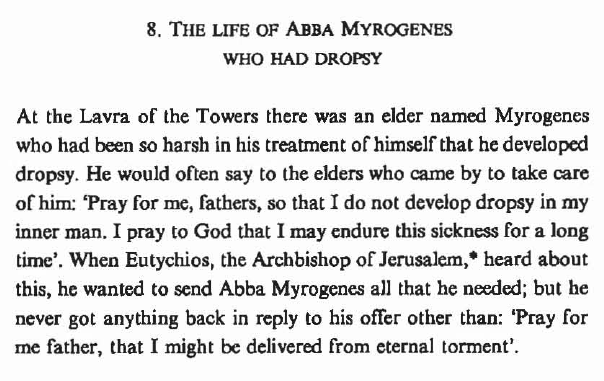 8. THE LIFE OF ABBA MYROGENES
WHO HAD DROPSY
At the Lavra of the Towers there was an elder named Myrogenes
who had been so harsh in his treatment of himself that he developed
dropsy. He would often say to the elders who came by to take care
of him: ‘Pray for me, fathers, so that I do not develop dropsy in my
inner man. I pray to God that I may endure this sickness for a long
time’. When Eutychios, the Archbishop of Jerusalem,* heard about
this, he wanted to send Abba Myrogenes all that he needed; but he
never got anything back in reply to his offer other than: ‘Pray for
me father, that I might be delivered from eternal torment’.